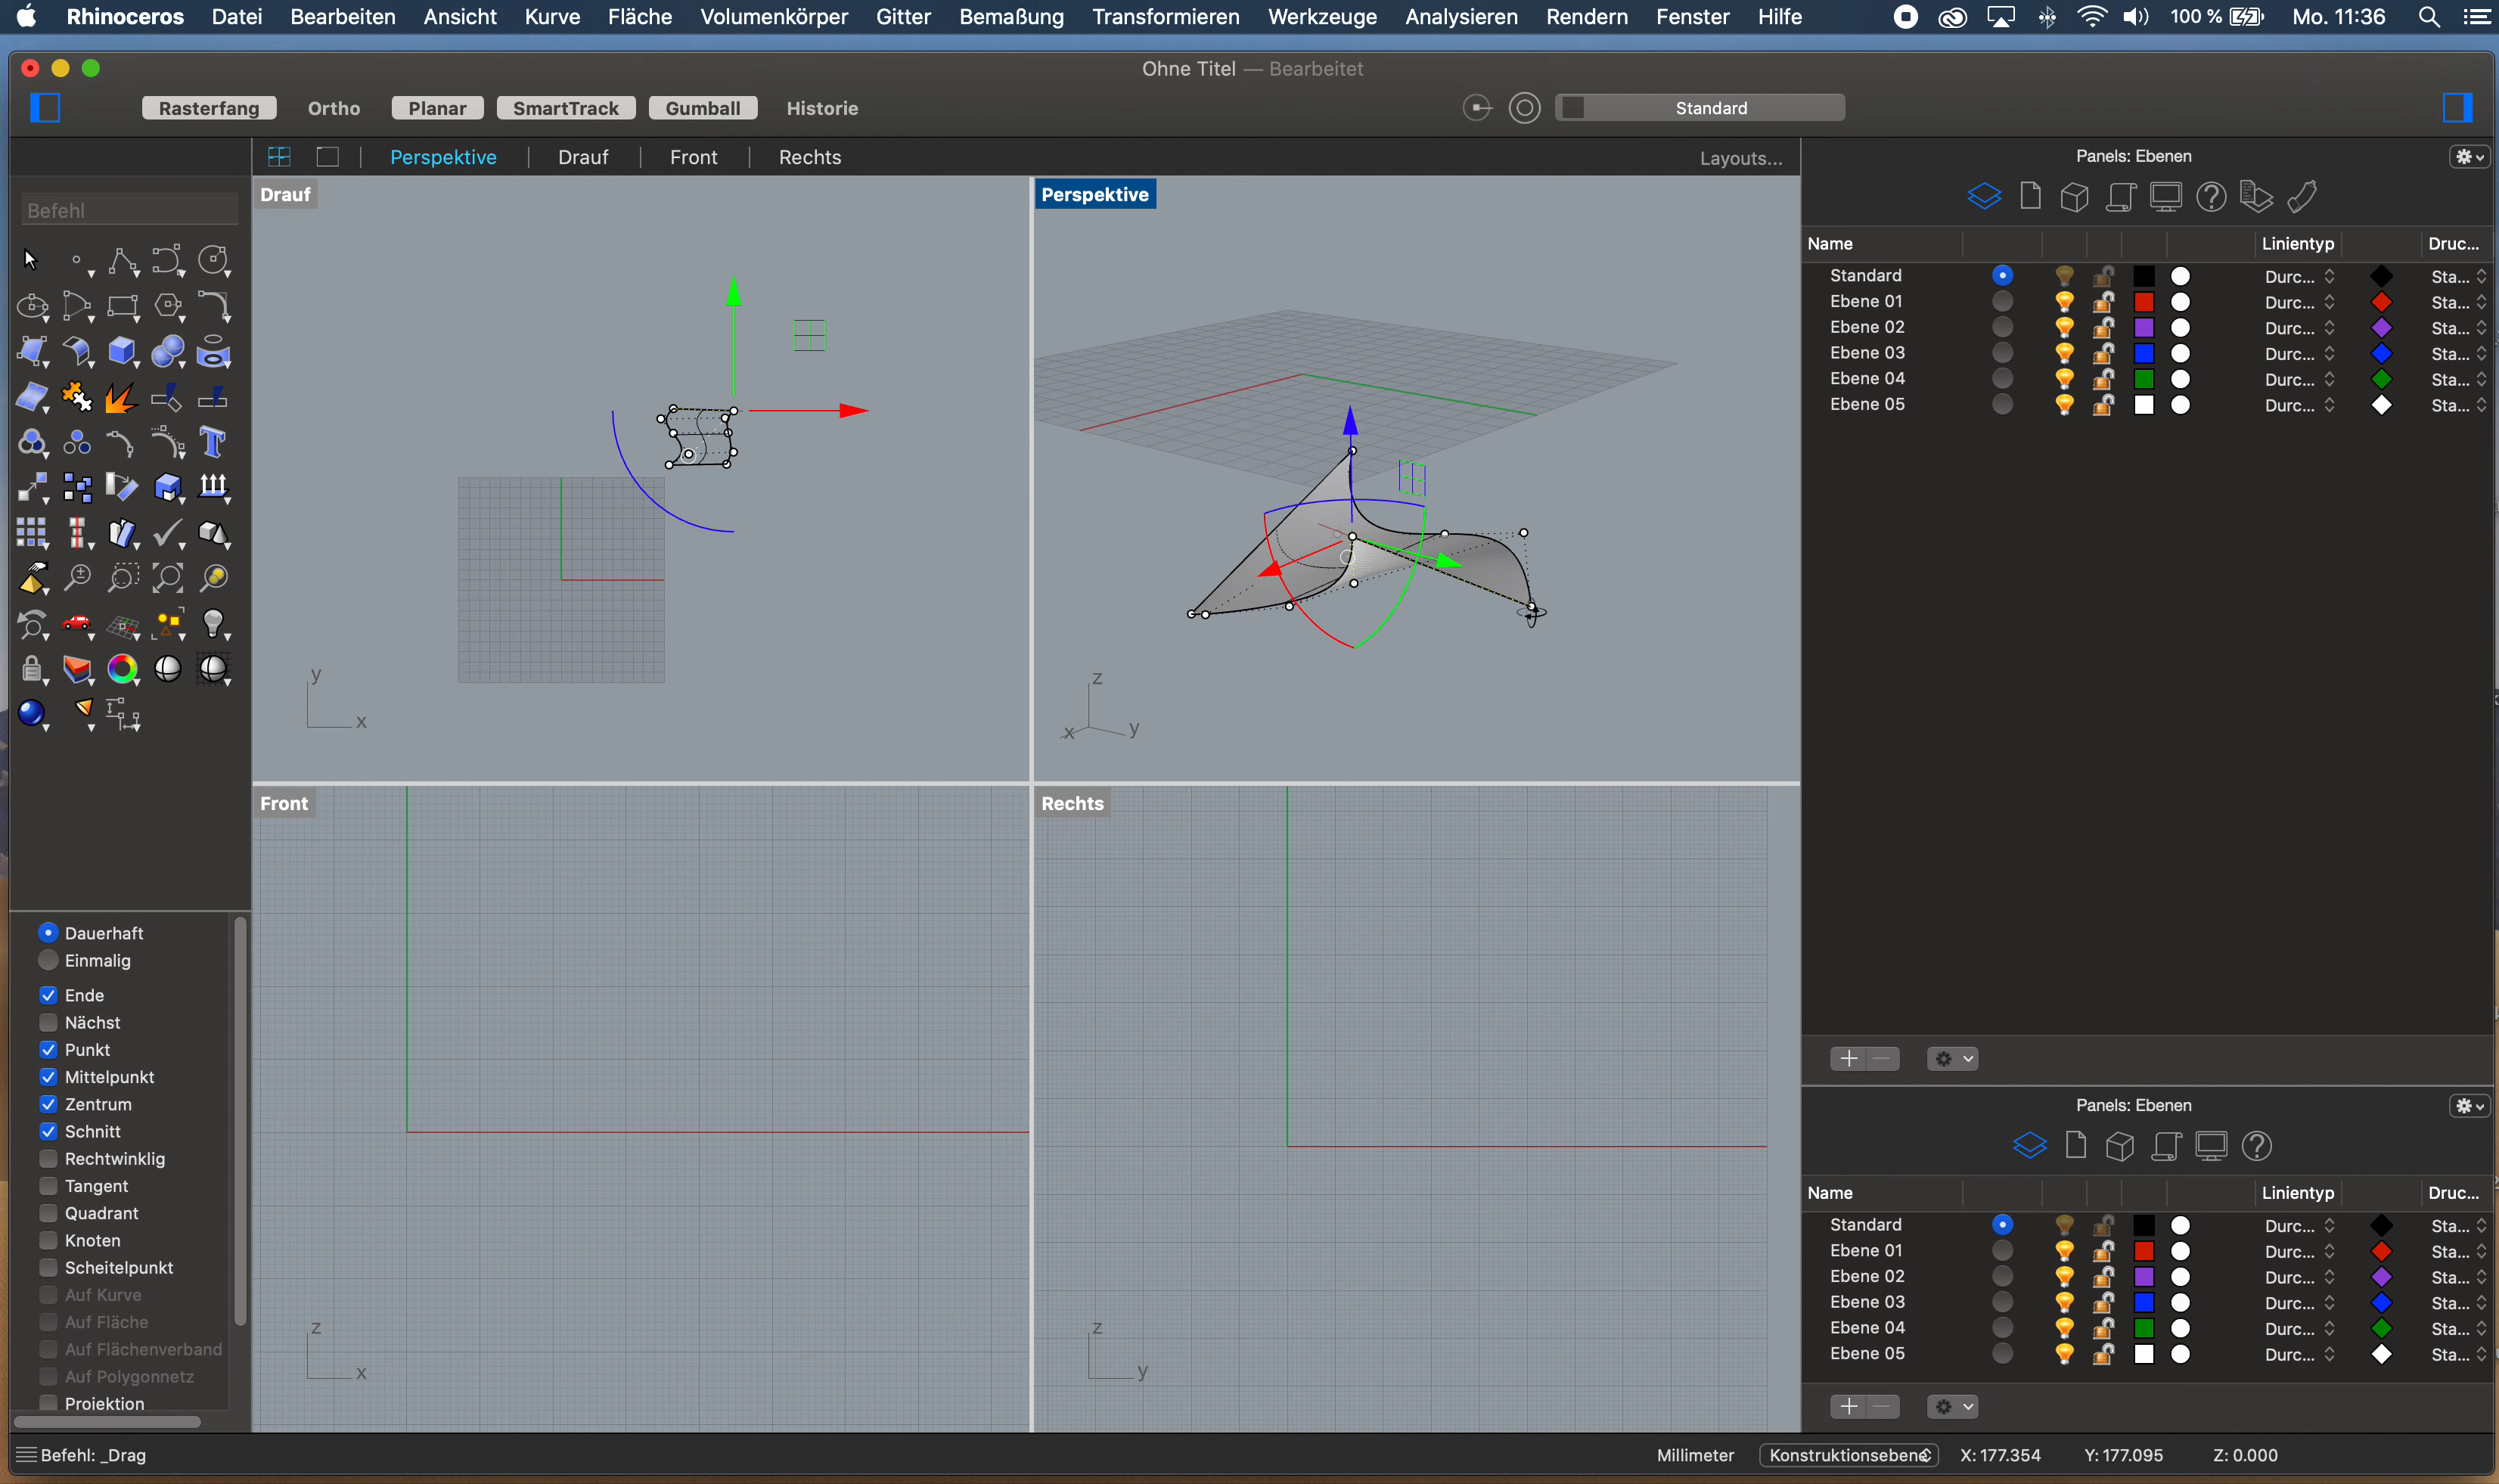 Rhinoceros Datei Bearbeiten Ansicht Kurve Fläche Volumenkörper Gitter Bemaßung Transformieren Werkzeuge Analysieren Rendern Fenster Hilfe 100 % Mo. 11:36
Ohne Titel — Bearbeitet
Rasterfang Ortho Planar SmartTrack Gumball Historie Standard
Perspektive Drauf Front Rechts Layouts...
Panels: Ebenen
Befehl
Drauf
Perspektive
Name Linientyp Druc...
Standard Durc... Sta...
Ebene 01 Durc... Sta...
Ebene 02 Durc... Sta...
Ebene 03 Durc... Sta...
Ebene 04 Durc... Sta...
Ebene 05 Durc... Sta...
y
x
z
x
y
Front
Rechts
Dauerhaft
Einmalig
Ende
Nächst
Punkt
Mittelpunkt
Zentrum
Schnitt
Rechtwinklig
Tangent
Quadrant
Knoten
Scheitelpunkt
Auf Kurve
Auf Fläche
Auf Flächenverband
Auf Polygonnetz
Projektion
z
x
z
y
Panels: Ebenen
Name Linientyp Druc...
Standard Durc... Sta...
Ebene 01 Durc... Sta...
Ebene 02 Durc... Sta...
Ebene 03 Durc... Sta...
Ebene 04 Durc... Sta...
Ebene 05 Durc... Sta...
Befehl: _Drag
Millimeter Konstruktionsebene X: 177.354 Y: 177.095 Z: 0.000